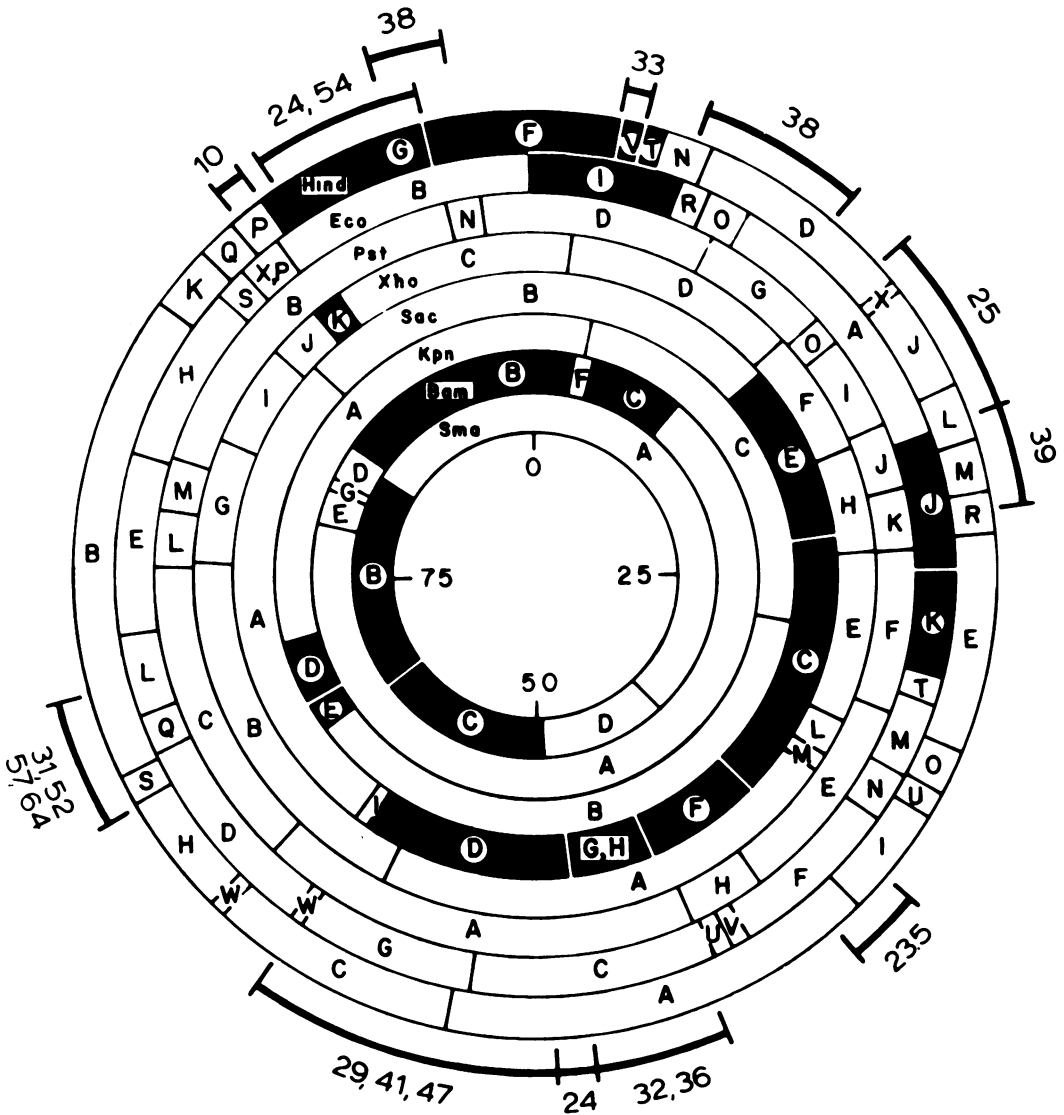 38
33
38
25
39
23.5
32,36
24
29,41,47
31,52
57,64
10
24,54
Hind
G
F
V
T
N
D
X
J
L
M
R
E
O
U
I
A
C
W
H
S
B
K
Q
P
Eco
B
I
R
O
A
J
K
T
M
N
F
V
U
C
G
W
D
Q
L
E
H
S
X,P
Pst
N
D
G
O
I
J
K
F
E
H
A
C
L
M
B
Xho
C
D
F
H
E
L
M
A
B
G
I
J
K
Sac
B
E
C
F
G,H
D
I
A
Kpn
C
B
E
D
A
Bam
B
F
C
A
E
G
D
Sma
A
D
C
B
0
25
50
75